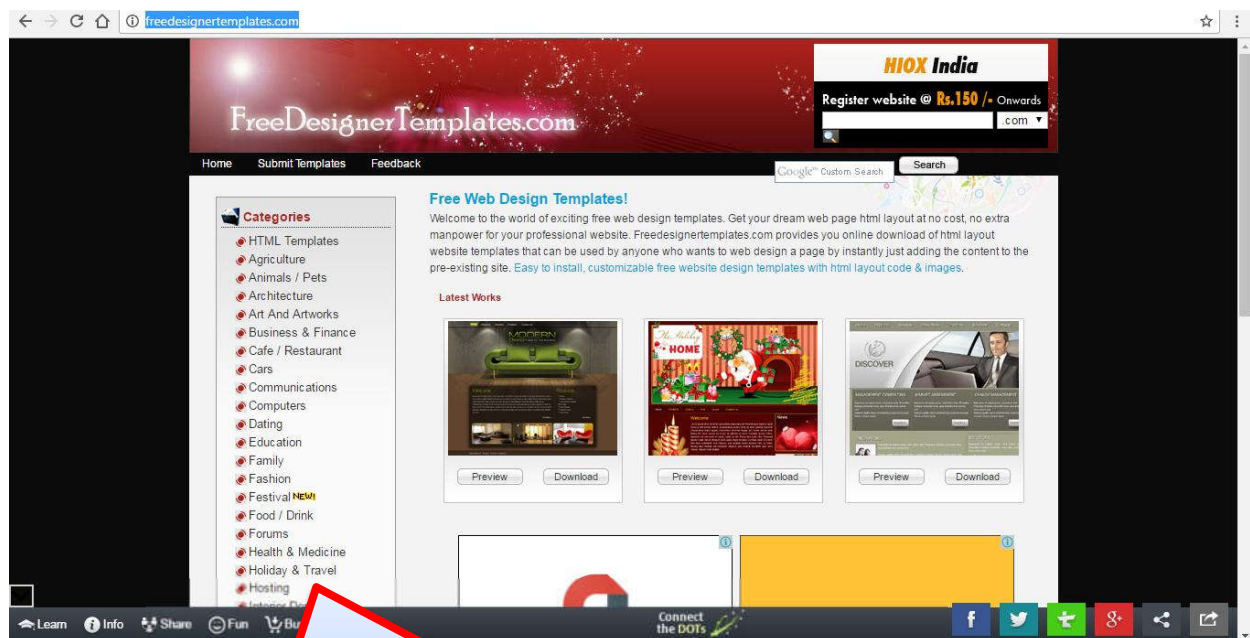 freedesignertemplates.com
HIOX India
Register website @ Rs.150 /- Onwards
.com
FreeDesignerTemplates.com
Home Submit Templates Feedback
Google™ Custom Search
Search
Categories
HTML Templates
Agriculture
Animals / Pets
Architecture
Art And Artworks
Business & Finance
Cafe / Restaurant
Cars
Communications
Computers
Dating
Education
Family
Fashion
Festival NEW!
Food / Drink
Forums
Health & Medicine
Holiday & Travel
Hosting
Free Web Design Templates!
Welcome to the world of exciting free web design templates. Get your dream web page html layout at no cost, no extra
manpower for your professional website. Freedesignertemplates.com provides you online download of html layout
website templates that can be used by anyone who wants to web design a page by instantly just adding the content to the
pre-existing site. Easy to install, customizable free website design templates with html layout code & images.
Latest Works
MODERN
The Holiday
HOME
DISCOVER
Preview Download Preview Download Preview Download
Learn Info Share Fun Bu
Connect
the DOTs
f t 8+